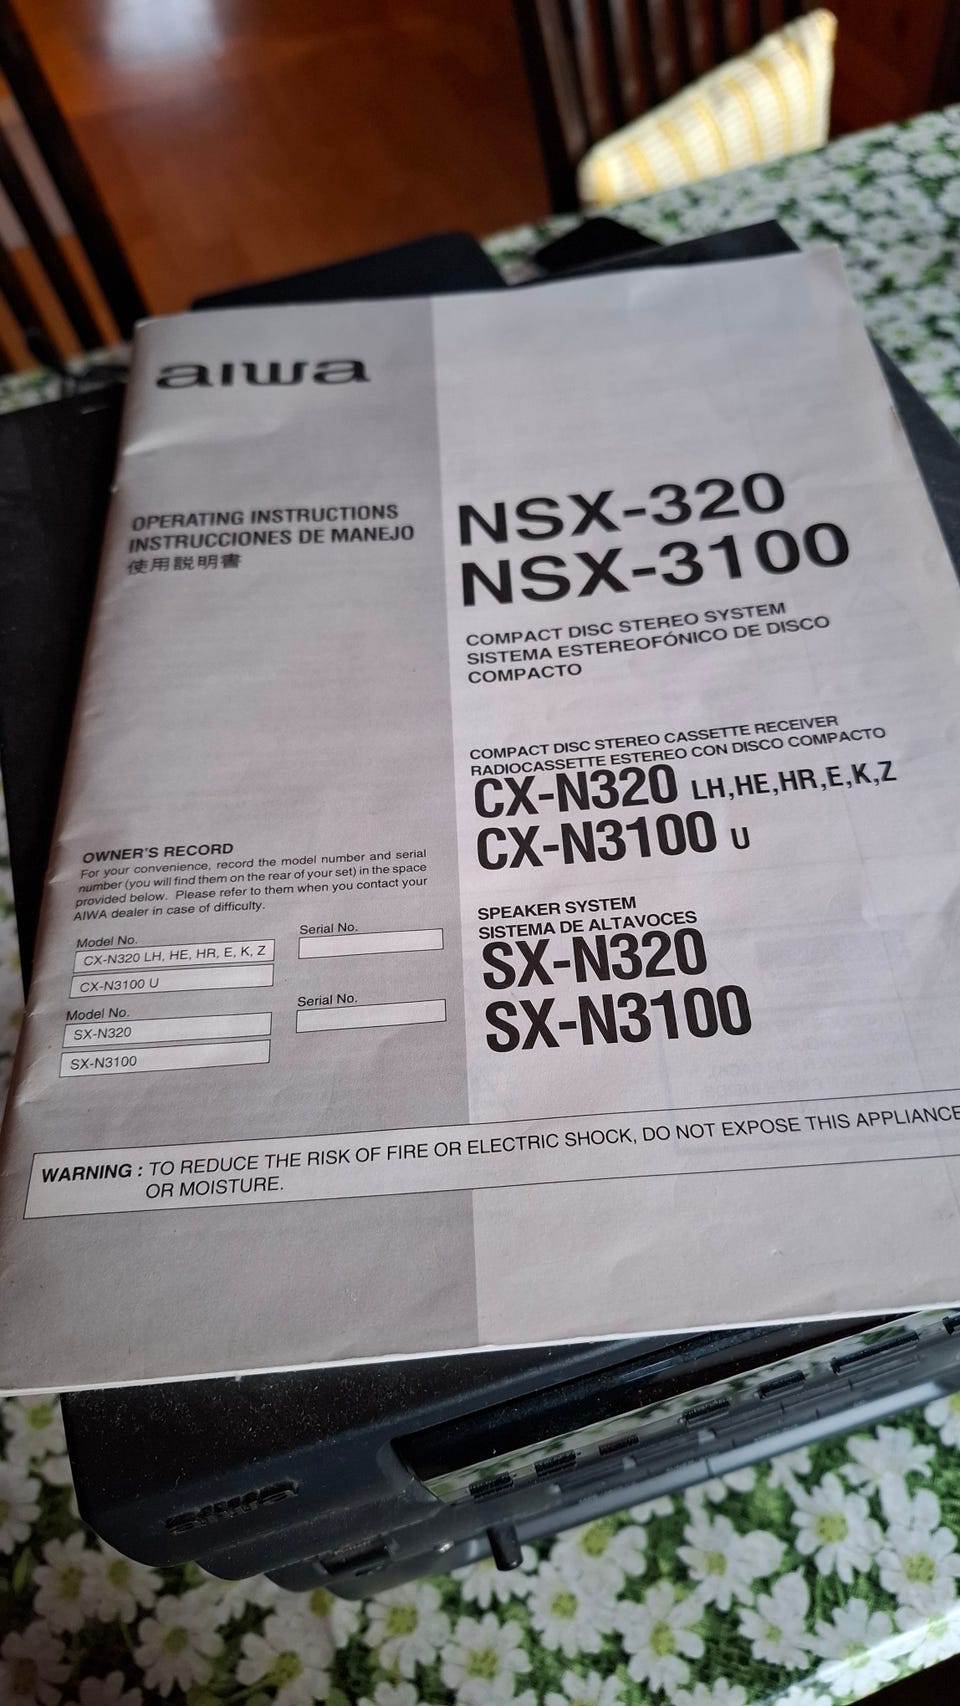 aiwa
OPERATING INSTRUCTIONS
INSTRUCCIONES DE MANEJO
使用説明書
NSX-320
NSX-3100
COMPACT DISC STEREO SYSTEM
SISTEMA ESTEREOFÓNICO DE DISCO
COMPACTO
COMPACT DISC STEREO CASSETTE RECEIVER
RADIOCASSETTE ESTEREO CON DISCO COMPACTO
CX-N320 LH,HE,HR,E,K,Z
CX-N3100 U
SPEAKER SYSTEM
SISTEMA DE ALTAVOCES
SX-N320
SX-N3100
OWNER'S RECORD
For your convenience, record the model number and serial
number (you will find them on the rear of your set) in the space
provided below. Please refer to them when you contact your
AIWA dealer in case of difficulty.
Model No.
Serial No.
CX-N320 LH, HE, HR, E, K, Z
CX-N3100 U
Model No.
Serial No.
SX-N320
SX-N3100
WARNING : TO REDUCE THE RISK OF FIRE OR ELECTRIC SHOCK, DO NOT EXPOSE THIS APPLIANCE
OR MOISTURE.
aiwa